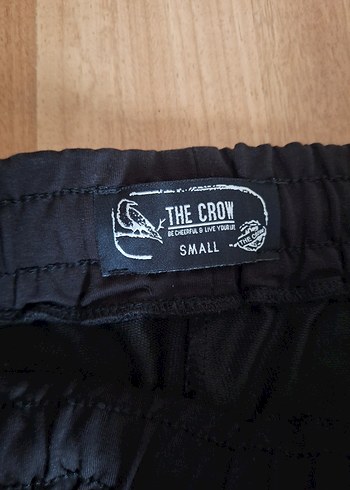 THE CROW
BE CHEERFUL & LIVE YOUR LIFE
SMALL
THE CROW